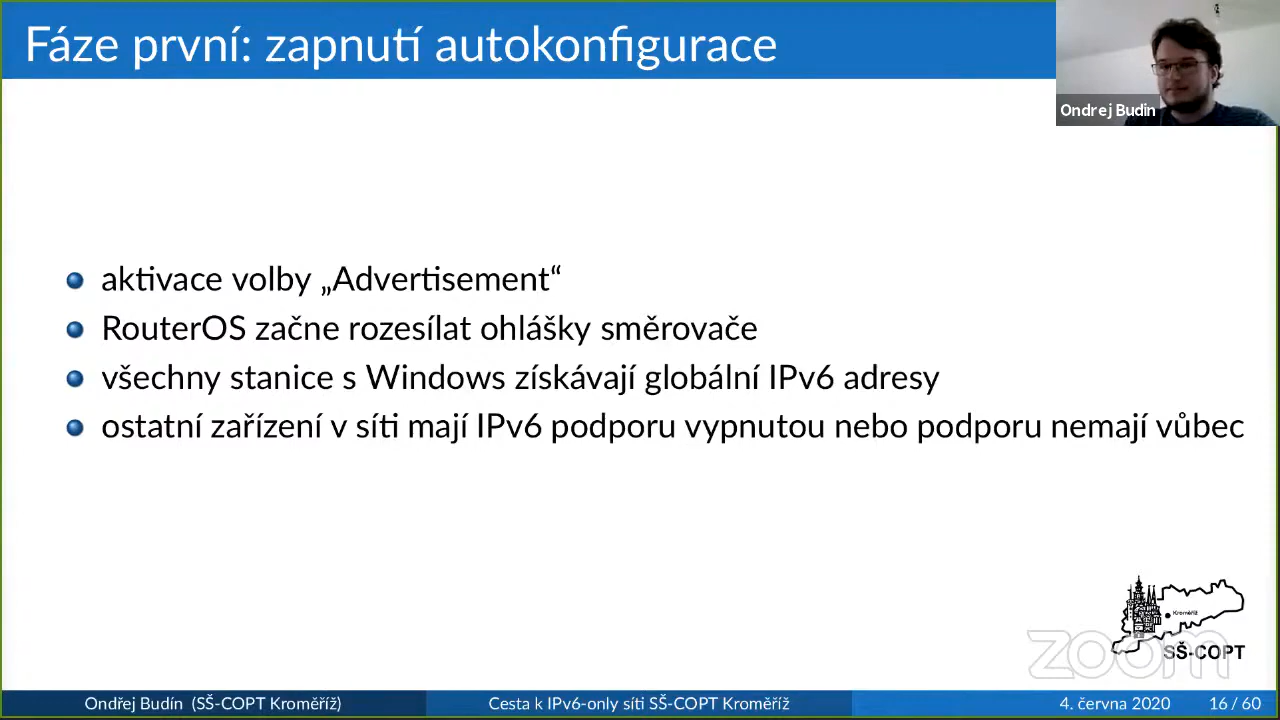 Fáze první: zapnutí autokonfigurace
Ondrej Budín
aktivace volby „Advertisement“
RouterOS začne rozesílat ohlášky směrovače
všechny stanice s Windows získávají globální IPv6 adresy
ostatní zařízení v síti mají IPv6 podporu vypnutou nebo podporu nemají vůbec
Kroměříž
zoom
SŠ-COPT
Ondřej Budín (SŠ-COPT Kroměříž)
Cesta k IPv6-only síti SŠ-COPT Kroměříž
4. června 2020
16 / 60